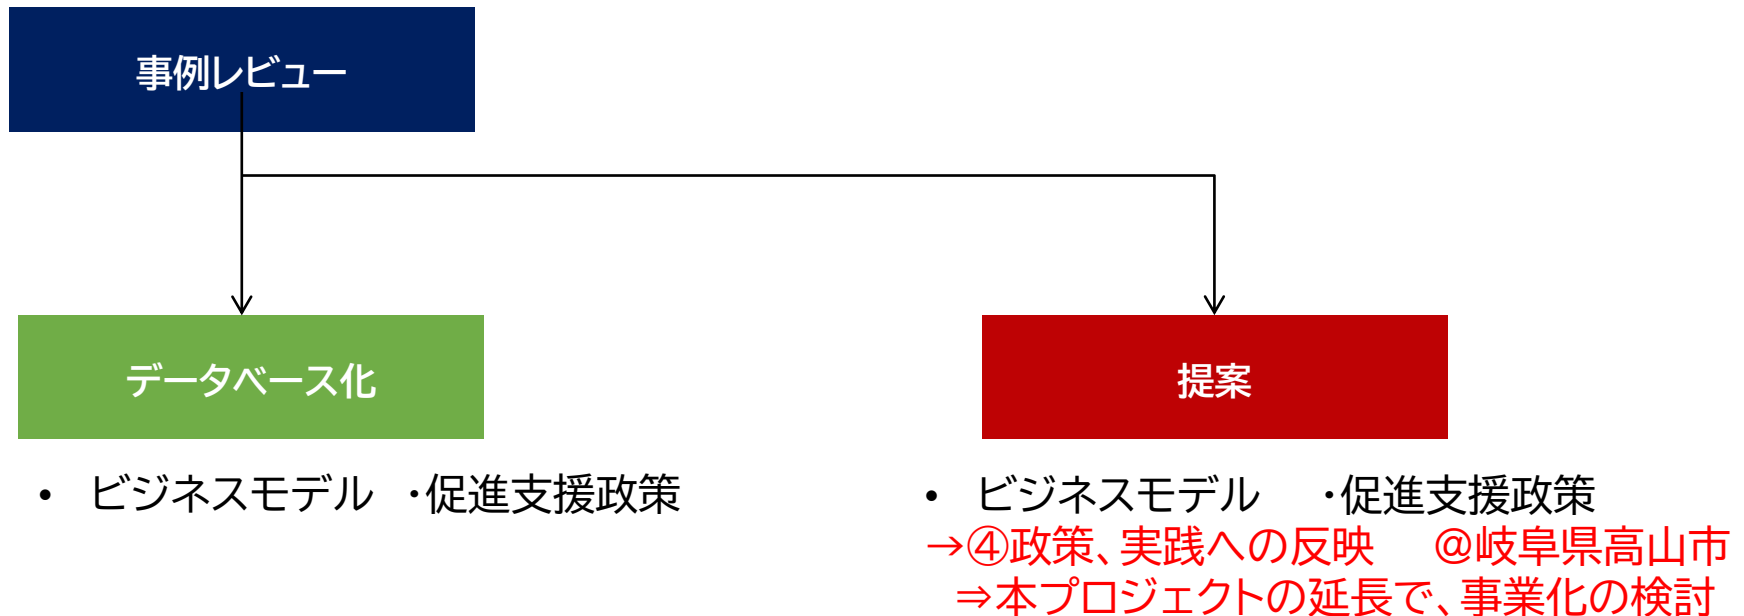 事例レビュー
データベース化
提案
• ビジネスモデル ・促進支援政策
• ビジネスモデル ・促進支援政策
→④政策、実践への反映 @岐阜県高山市
⇒本プロジェクトの延長で、事業化の検討